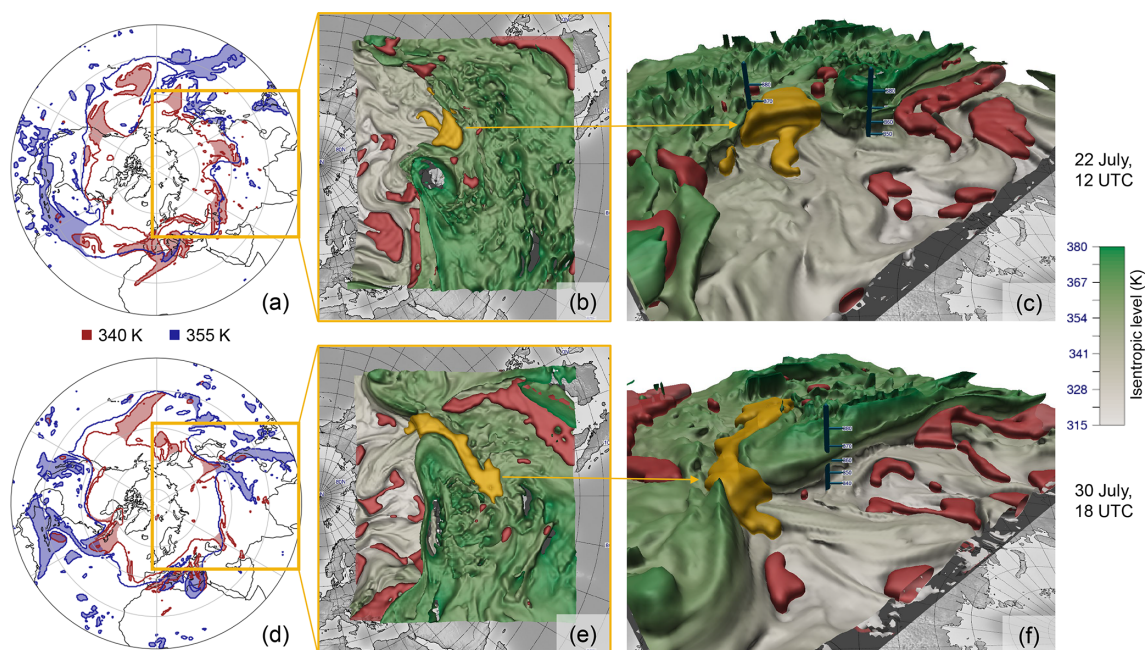 (a)
(b)
(c)
22 July,
12 UTC
340 K
355 K
380
367
354
341
328
315
Isentropic level (K)
(d)
(e)
(f)
30 July,
18 UTC